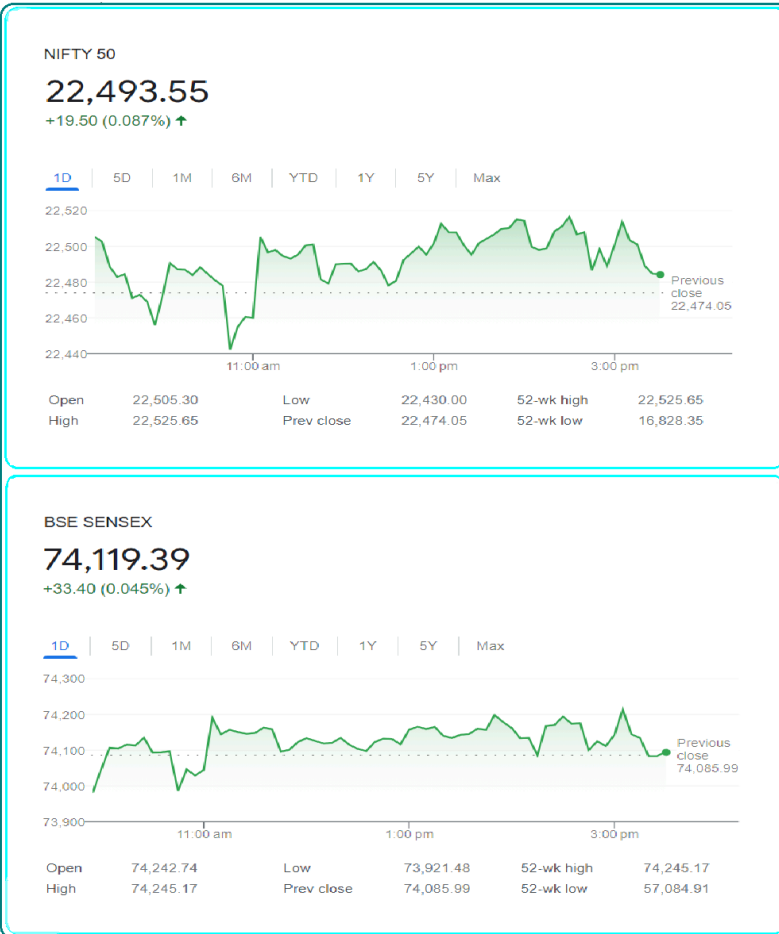 NIFTY 50
22,493.55
+19.50 (0.087%) ↑
1D 5D 1M 6M YTD 1Y 5Y Max
22,520
22,500
22,480
22,460
22,440
Previous
close
22,474.05
11:00 am 1:00 pm 3:00 pm
Open 22,505.30 Low 22,430.00 52-wk high 22,525.65
High 22,525.65 Prev close 22,474.05 52-wk low 16,828.35
BSE SENSEX
74,119.39
+33.40 (0.045%) ↑
1D 5D 1M 6M YTD 1Y 5Y Max
74,300
74,200
74,100
74,000
73,900
Previous
close
74,085.99
11:00 am 1:00 pm 3:00 pm
Open 74,242.74 Low 73,921.48 52-wk high 74,245.17
High 74,245.17 Prev close 74,085.99 52-wk low 57,084.91